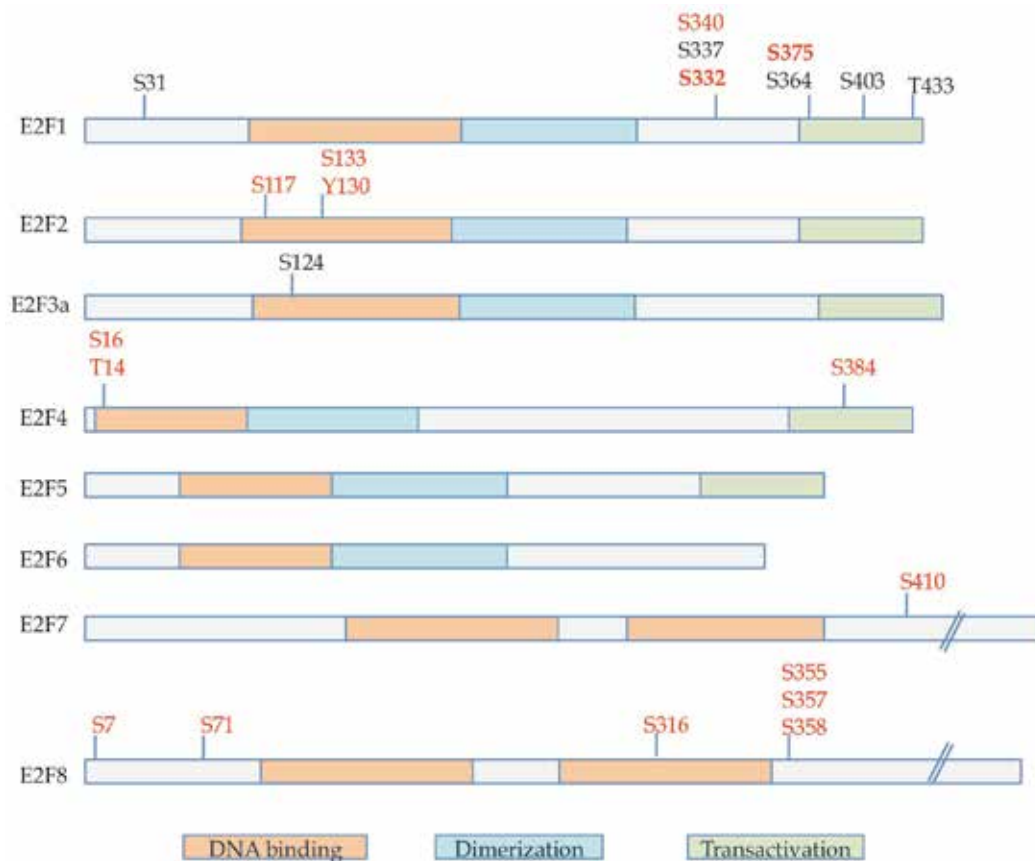 S340
S337
S332
S375
S364
S403
T433
S31
E2F1
S133
Y130
S117
E2F2
S124
E2F3a
S16
T14
S384
E2F4
E2F5
E2F6
S410
E2F7
S355
S357
S358
S7
S71
S316
E2F8
DNA binding
Dimerization
Transactivation